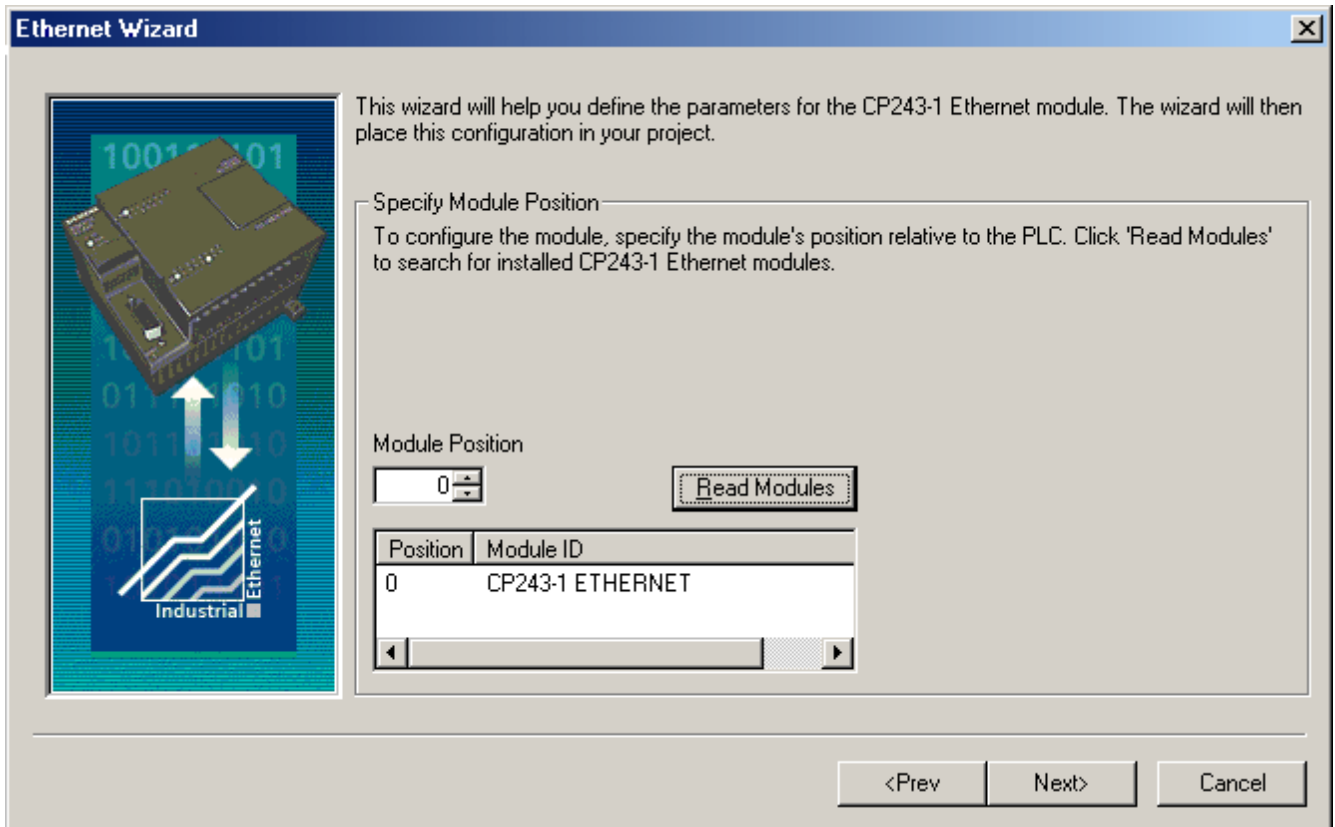 Ethernet Wizard
This wizard will help you define the parameters for the CP243-1 Ethernet module. The wizard will then
place this configuration in your project.
Specify Module Position
To configure the module, specify the module's position relative to the PLC. Click 'Read Modules'
to search for installed CP243-1 Ethernet modules.
Module Position
0
Read Modules
Position Module ID
0 CP243-1 ETHERNET
Industrial
Ethernet
<Prev Next> Cancel